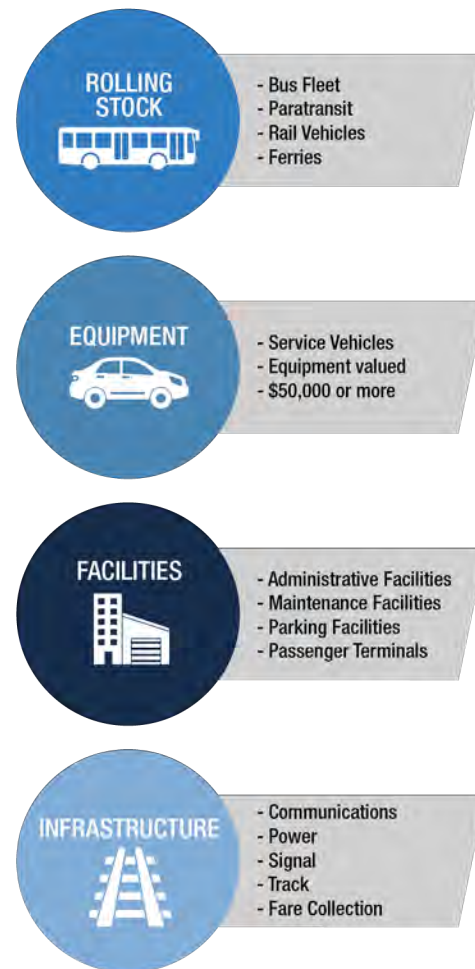 ROLLING
STOCK
- Bus Fleet
- Paratransit
- Rail Vehicles
- Ferries
EQUIPMENT
- Service Vehicles
- Equipment valued
- $50,000 or more
FACILITIES
- Administrative Facilities
- Maintenance Facilities
- Parking Facilities
- Passenger Terminals
INFRASTRUCTURE
- Communications
- Power
- Signal
- Track
- Fare Collection